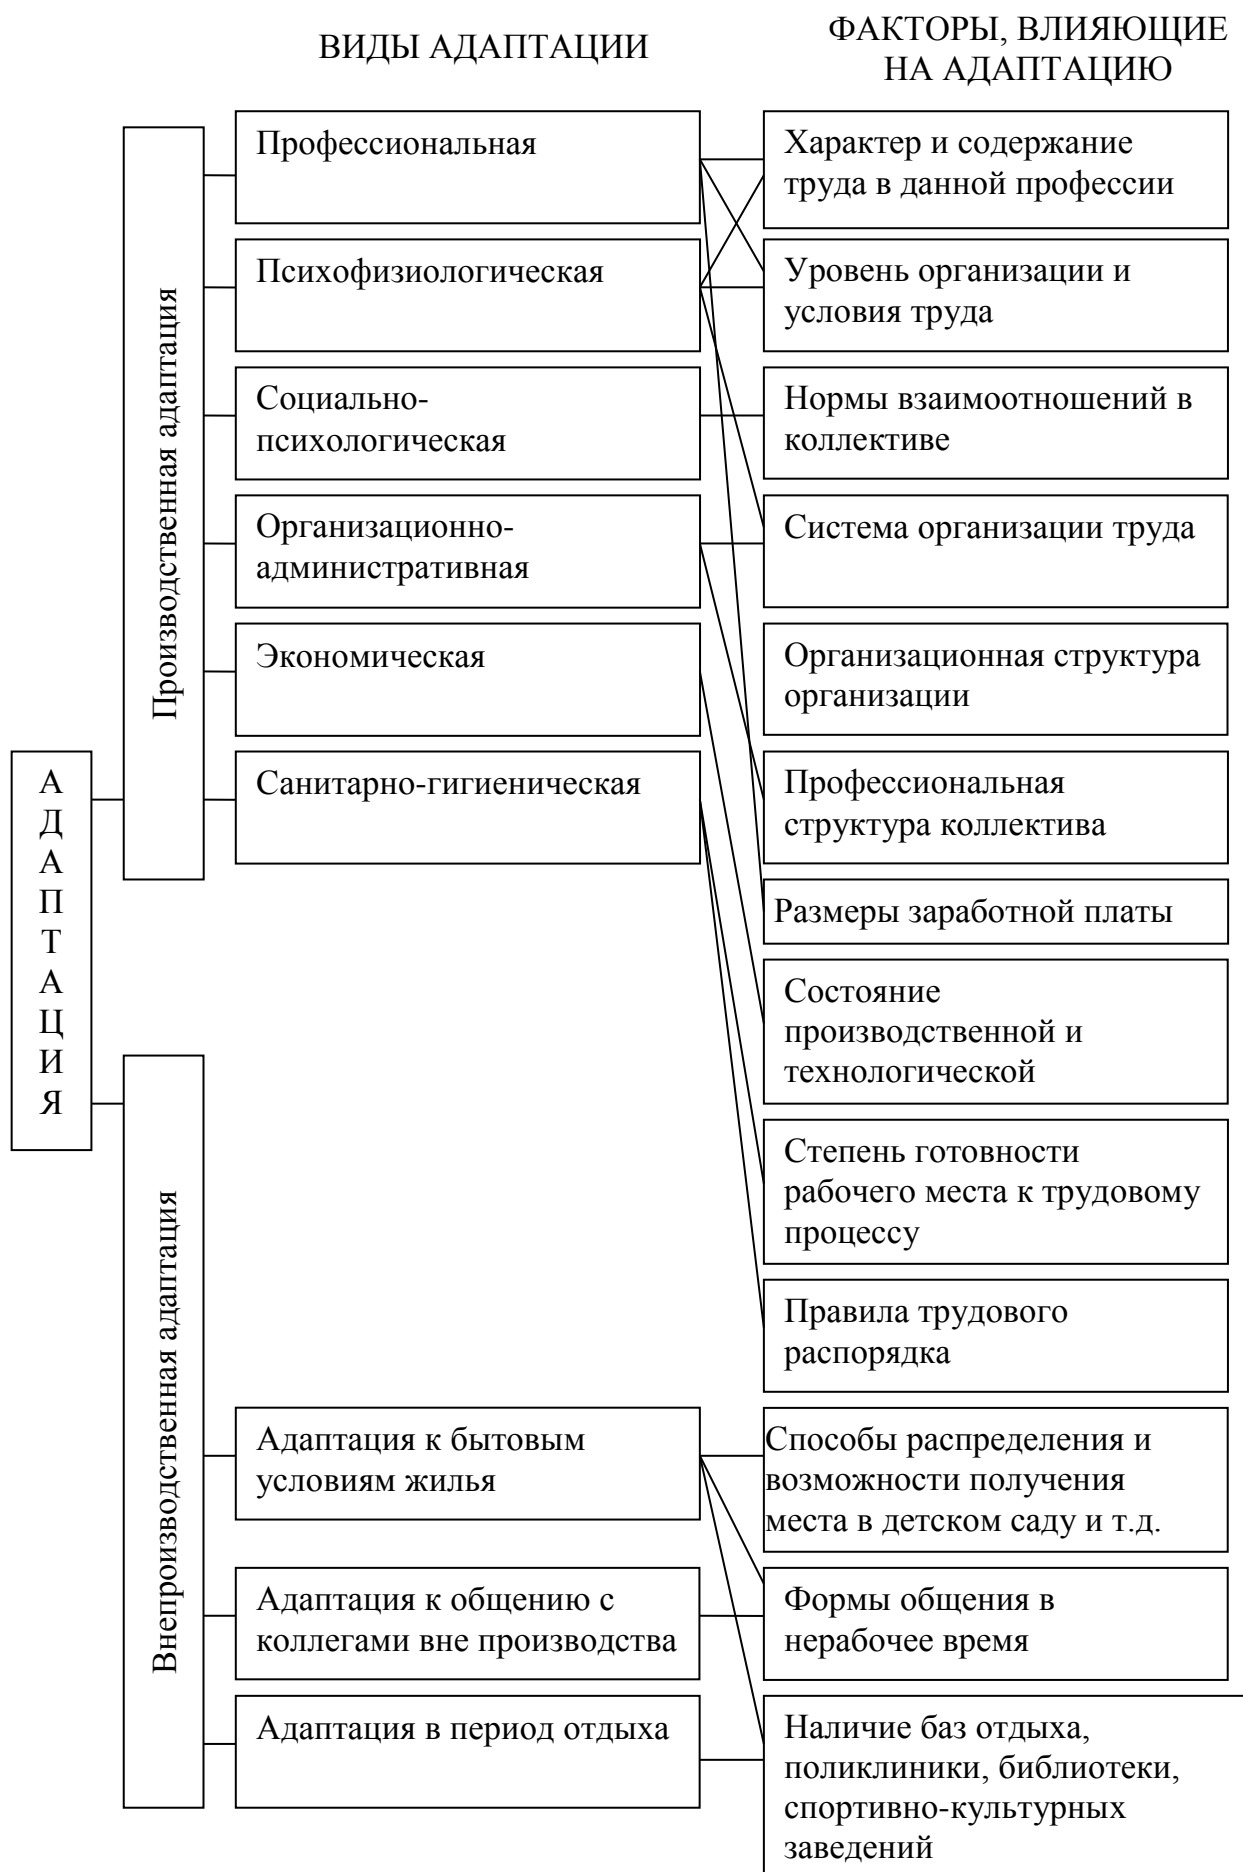 ВИДЫ АДАПТАЦИИ
ФАКТОРЫ, ВЛИЯЮЩИЕ
НА АДАПТАЦИЮ
АДАПТАЦИЯ
Производственная адаптация
Профессиональная
Психофизиологическая
Социально-
психологическая
Организационно-
административная
Экономическая
Санитарно-гигиеническая
Характер и содержание
труда в данной профессии
Уровень организации и
условия труда
Нормы взаимоотношений в
коллективе
Система организации труда
Организационная структура
организации
Профессиональная
структура коллектива
Размеры заработной платы
Состояние
производственной и
технологической
Степень готовности
рабочего места к трудовому
процессу
Правила трудового
распорядка
Внепроизводственная адаптация
Адаптация к бытовым
условиям жилья
Адаптация к общению с
коллегами вне производства
Адаптация в период отдыха
Способы распределения и
возможности получения
места в детском саду и т.д.
Формы общения в
нерабочее время
Наличие баз отдыха,
поликлиники, библиотеки,
спортивно-культурных
заведений